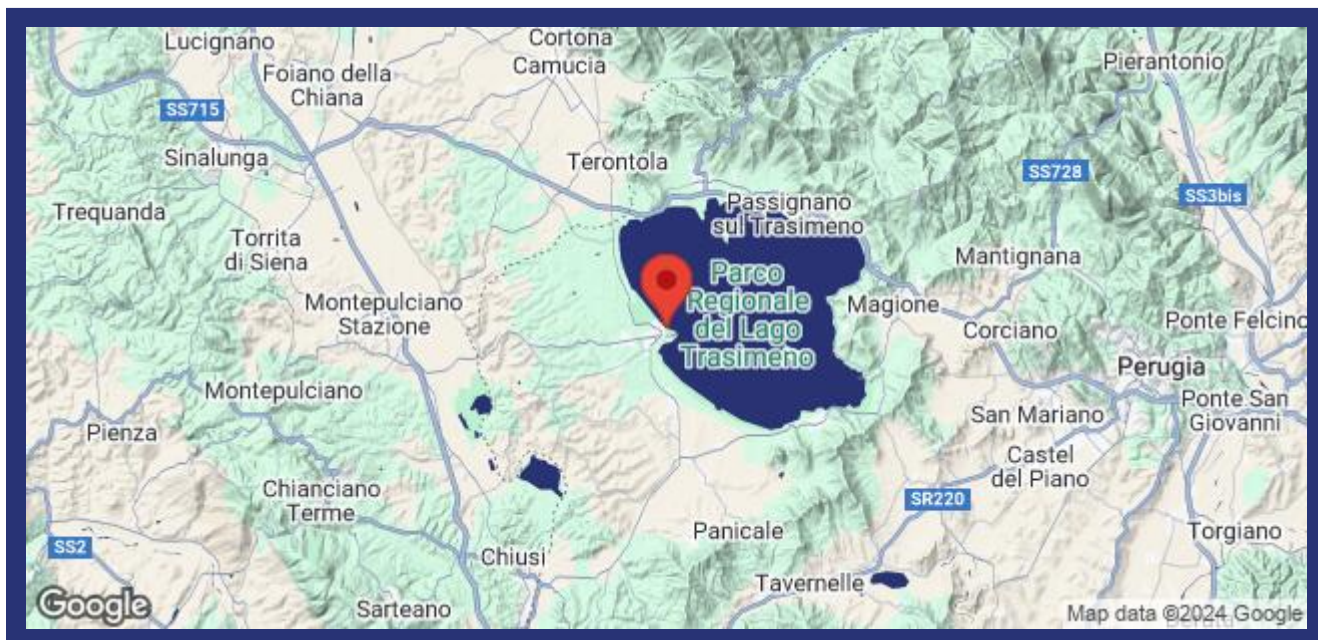 Lucignano
Cortona
Camucia
Pierantonio
Foiano della
Chiana
SS715
Sinalunga
Terontola
SS728
SS3bis
Trequanda
Passignano
sul Trasimeno
Torrita
di Siena
Mantignana
Parco
Regionale
del Lago
Trasimeno
Montepulciano
Stazione
Magione
Corciano
Ponte Felcino
Perugia
Montepulciano
Ponte San
Giovanni
San Mariano
Pienza
Castel
del Piano
Chianciano
Terme
SR220
Panicale
Torgiano
SS2
Chiusi
Tavernelle
Sarteano
Google
Map data ©2024 Google